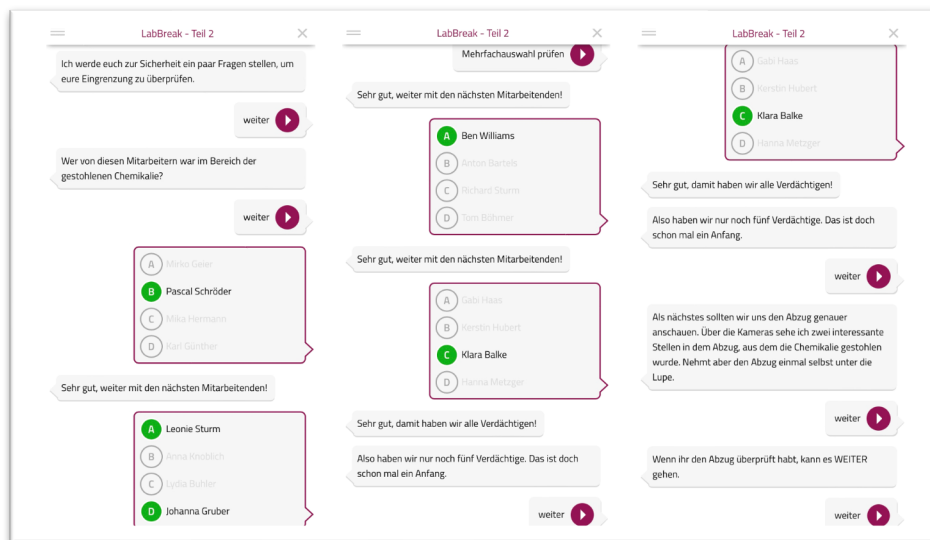 LabBreak - Teil 2
Ich werde euch zur Sicherheit ein paar Fragen stellen, um
eure Eingrenzung zu überprüfen.
weiter
Wer von diesen Mitarbeitern war im Bereich der
gestohlenen Chemikalie?
weiter
A Mirko Geier
B Pascal Schröder
C Mika Hermann
D Karl Günther
Sehr gut, weiter mit den nächsten Mitarbeitenden!
A Leonie Sturm
B Anna Knoblich
C Lydia Buhler
D Johanna Gruber
LabBreak - Teil 2
Mehrfachauswahl prüfen
Sehr gut, weiter mit den nächsten Mitarbeitenden!
A Ben Williams
B Anton Bartels
C Richard Sturm
D Tom Böhmer
Sehr gut, weiter mit den nächsten Mitarbeitenden!
A Gabi Haas
B Kerstin Hubert
C Klara Balke
D Hanna Metzger
Sehr gut, damit haben wir alle Verdächtigen!
Also haben wir nur noch fünf Verdächtige. Das ist doch
schon mal ein Anfang.
weiter
LabBreak - Teil 2
A Gabi Haas
B Kerstin Hubert
C Klara Balke
D Hanna Metzger
Sehr gut, damit haben wir alle Verdächtigen!
Also haben wir nur noch fünf Verdächtige. Das ist doch
schon mal ein Anfang.
weiter
Als nächstes sollten wir uns den Abzug genauer
anschauen. Über die Kameras sehe ich zwei interessante
Stellen in dem Abzug, aus dem die Chemikalie gestohlen
wurde. Nehmt aber den Abzug einmal selbst unter die
Lupe.
weiter
Wenn ihr den Abzug überprüft habt, kann es WEITER
gehen.
weiter